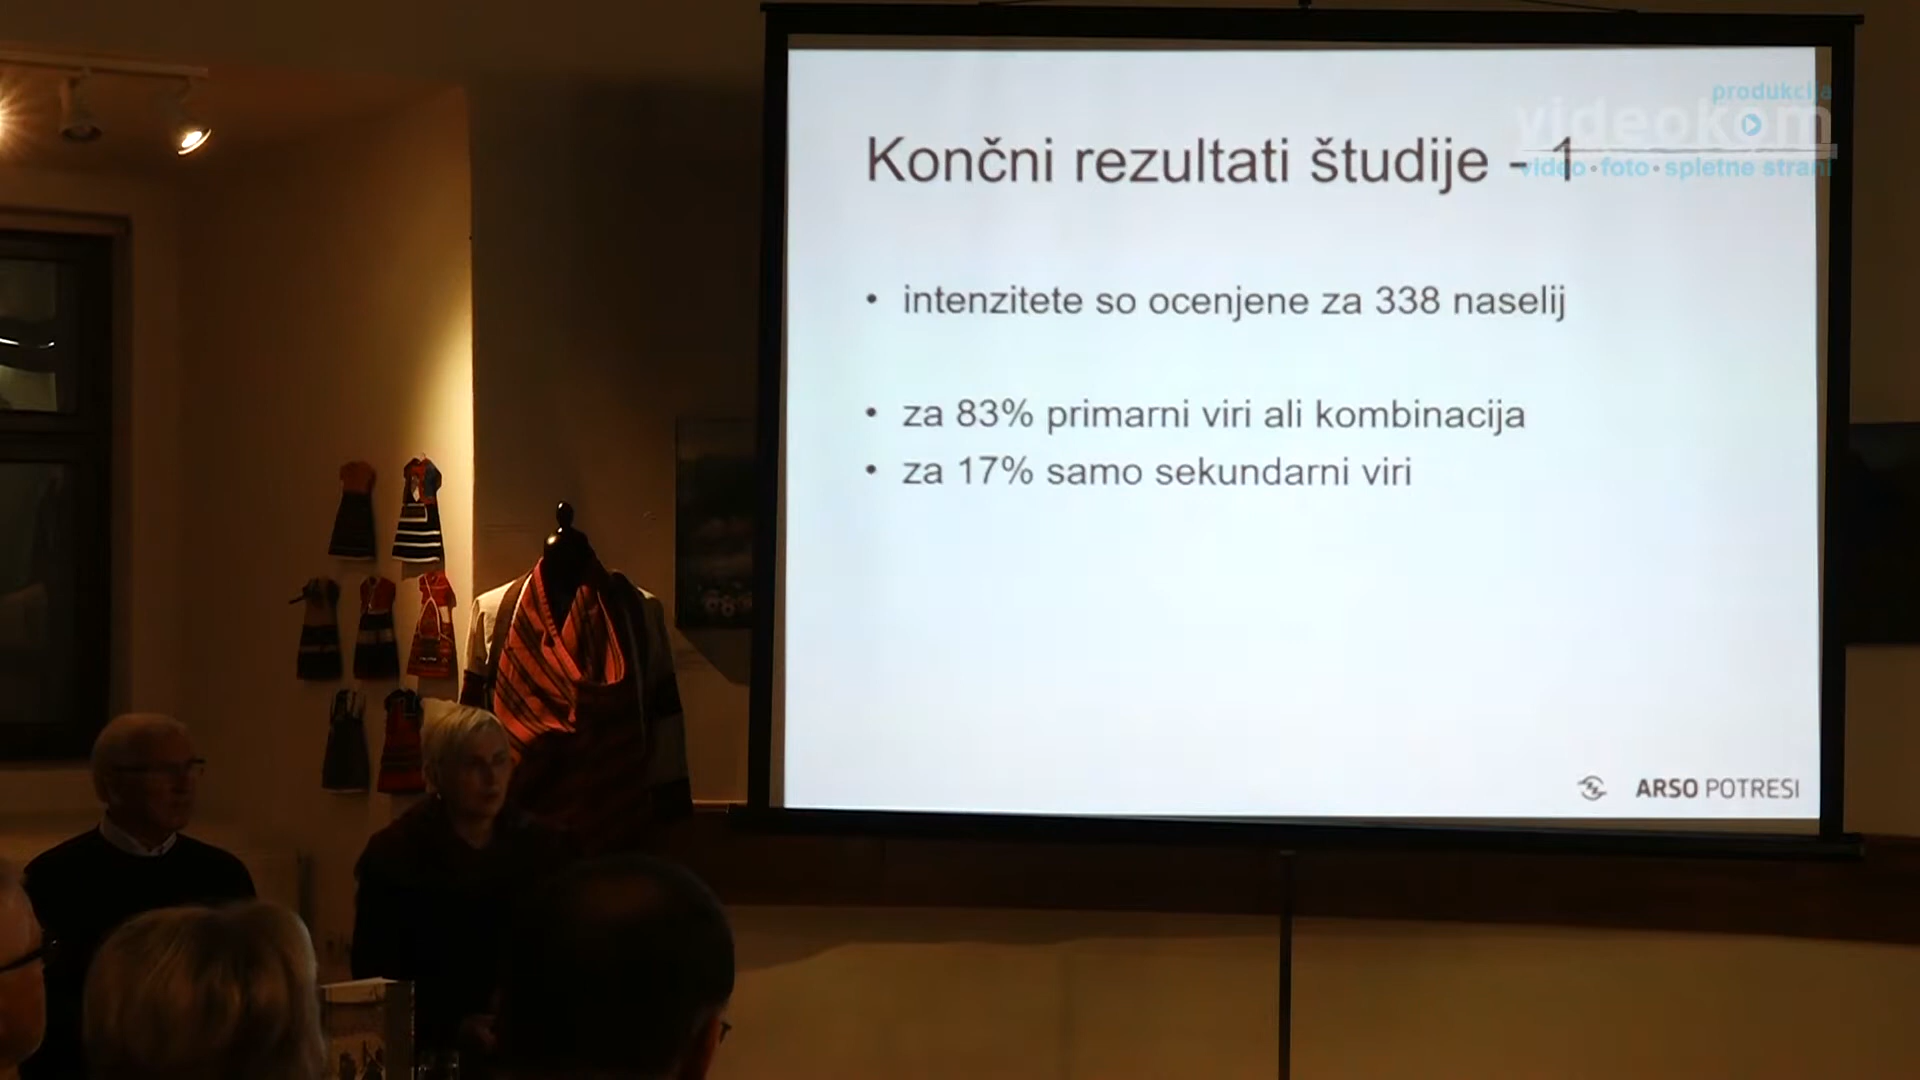 produkcija
videokom
video • foto • spletne strani
Končni rezultati študije - 1
• intenzitete so ocenjene za 338 naselij
• za 83% primarni viri ali kombinacija
• za 17% samo sekundarni viri
ARSO POTRESI